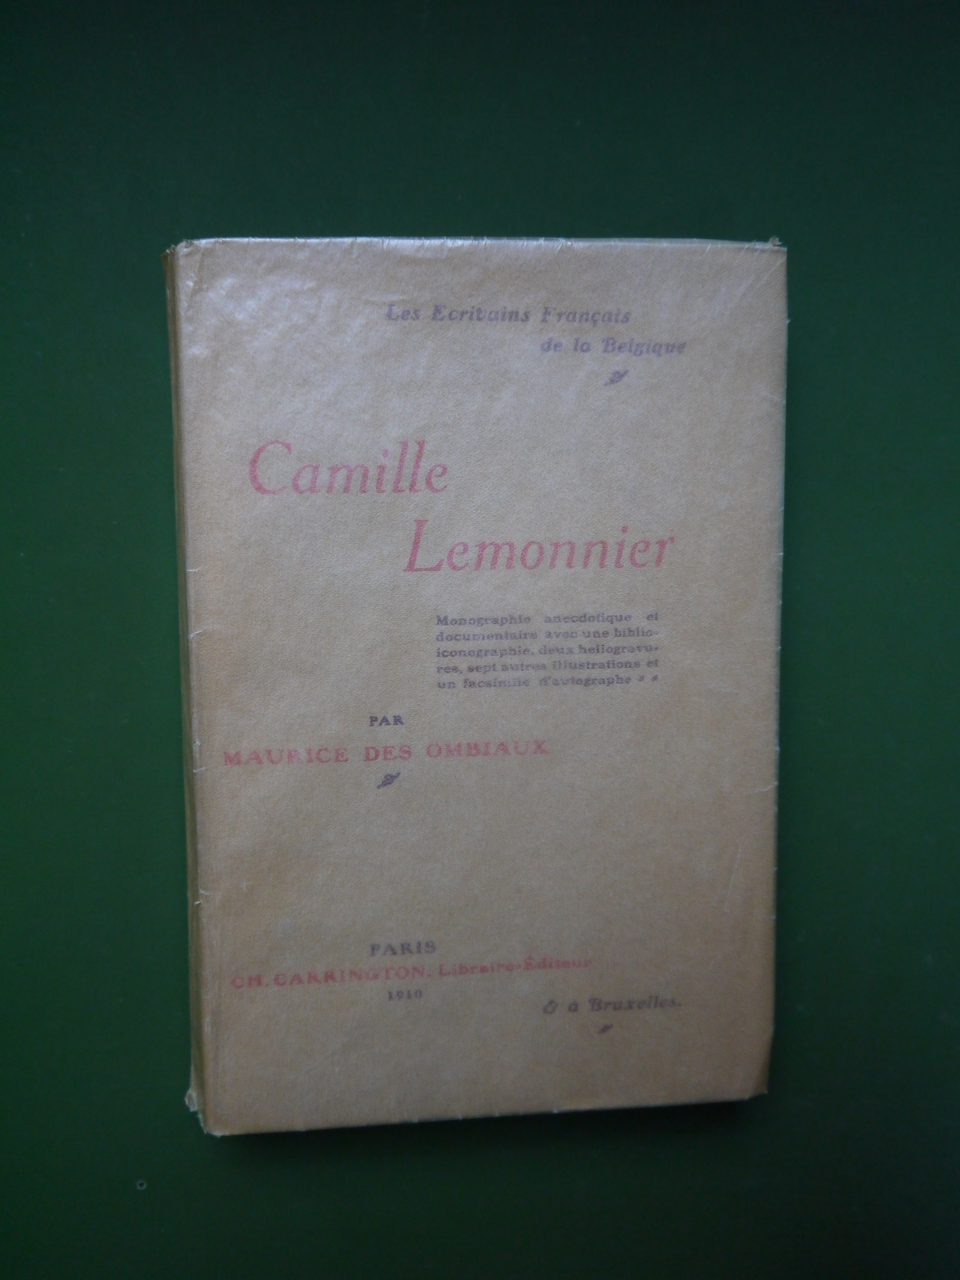 Les Ecrivains Français
de la Belgique
Camille
Lemonnier
Monographie anecdotique et
documentaire avec une biblio-
iconographie, deux heliogravu-
res, sept autres illustrations et
un facsimile d'autographe
PAR
MAURICE DES OMBIAUX
PARIS
CH. CARRINGTON, Libraire-Éditeur
1910
& à Bruxelles.